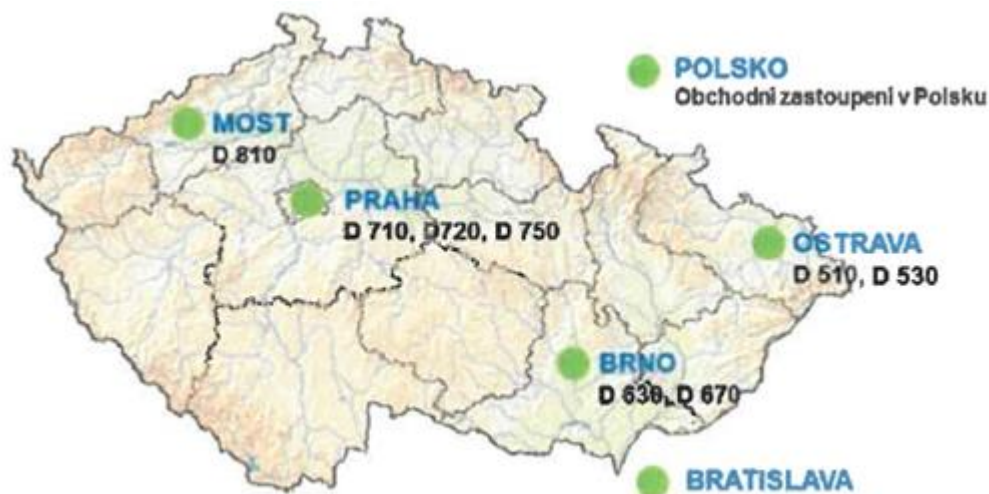 POLSKO
Obchodni zastoupeni v Polsku
MOST
D 810
PRAHA
D 710, D720, D 750
OSTRAVA
D 510, D 530
BRNO
D 630, D 670
BRATISLAVA